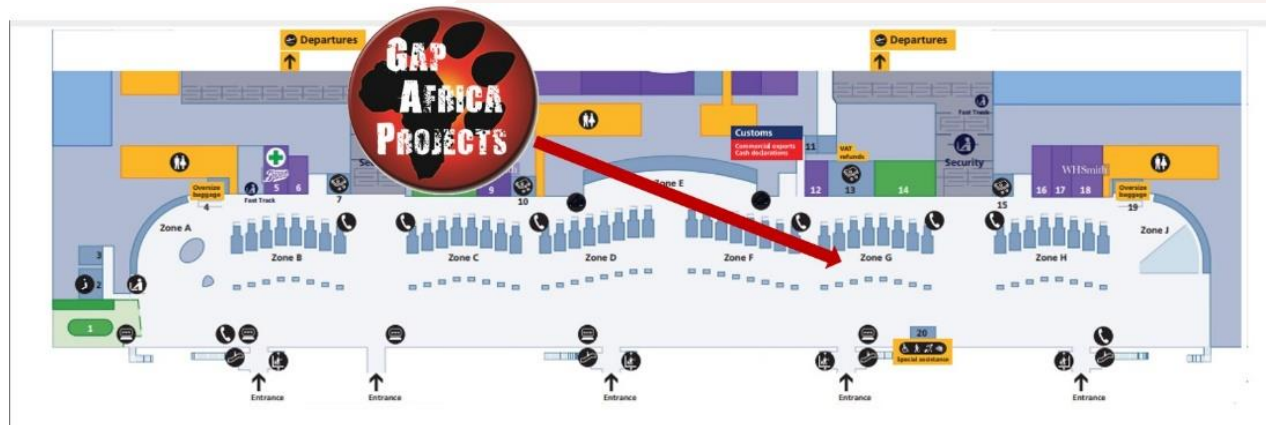 Departures
Departures
GAP
AFRICA
PROJECTS
Customs
Commercial exports
Cash declarations
11
VAT
refunds
Fast Track
Security
Oversize
baggage
4
Boots
5
6
Fast Track
7
9
10
Zone E
12
13
14
15
WHSmith
16
17
18
Oversize
baggage
19
Zone A
Zone B
Zone C
Zone D
Zone F
Zone G
Zone H
Zone J
3
2
1
20
Special assistance
Entrance
Entrance
Entrance
Entrance
Entrance